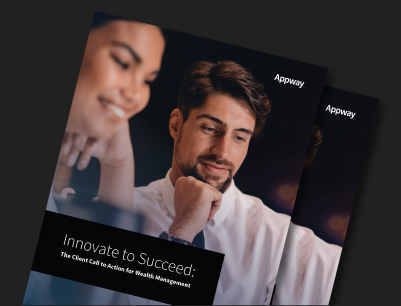 Appway
Appway
Innovate to Succeed:
The Client Call to Action for Wealth Management